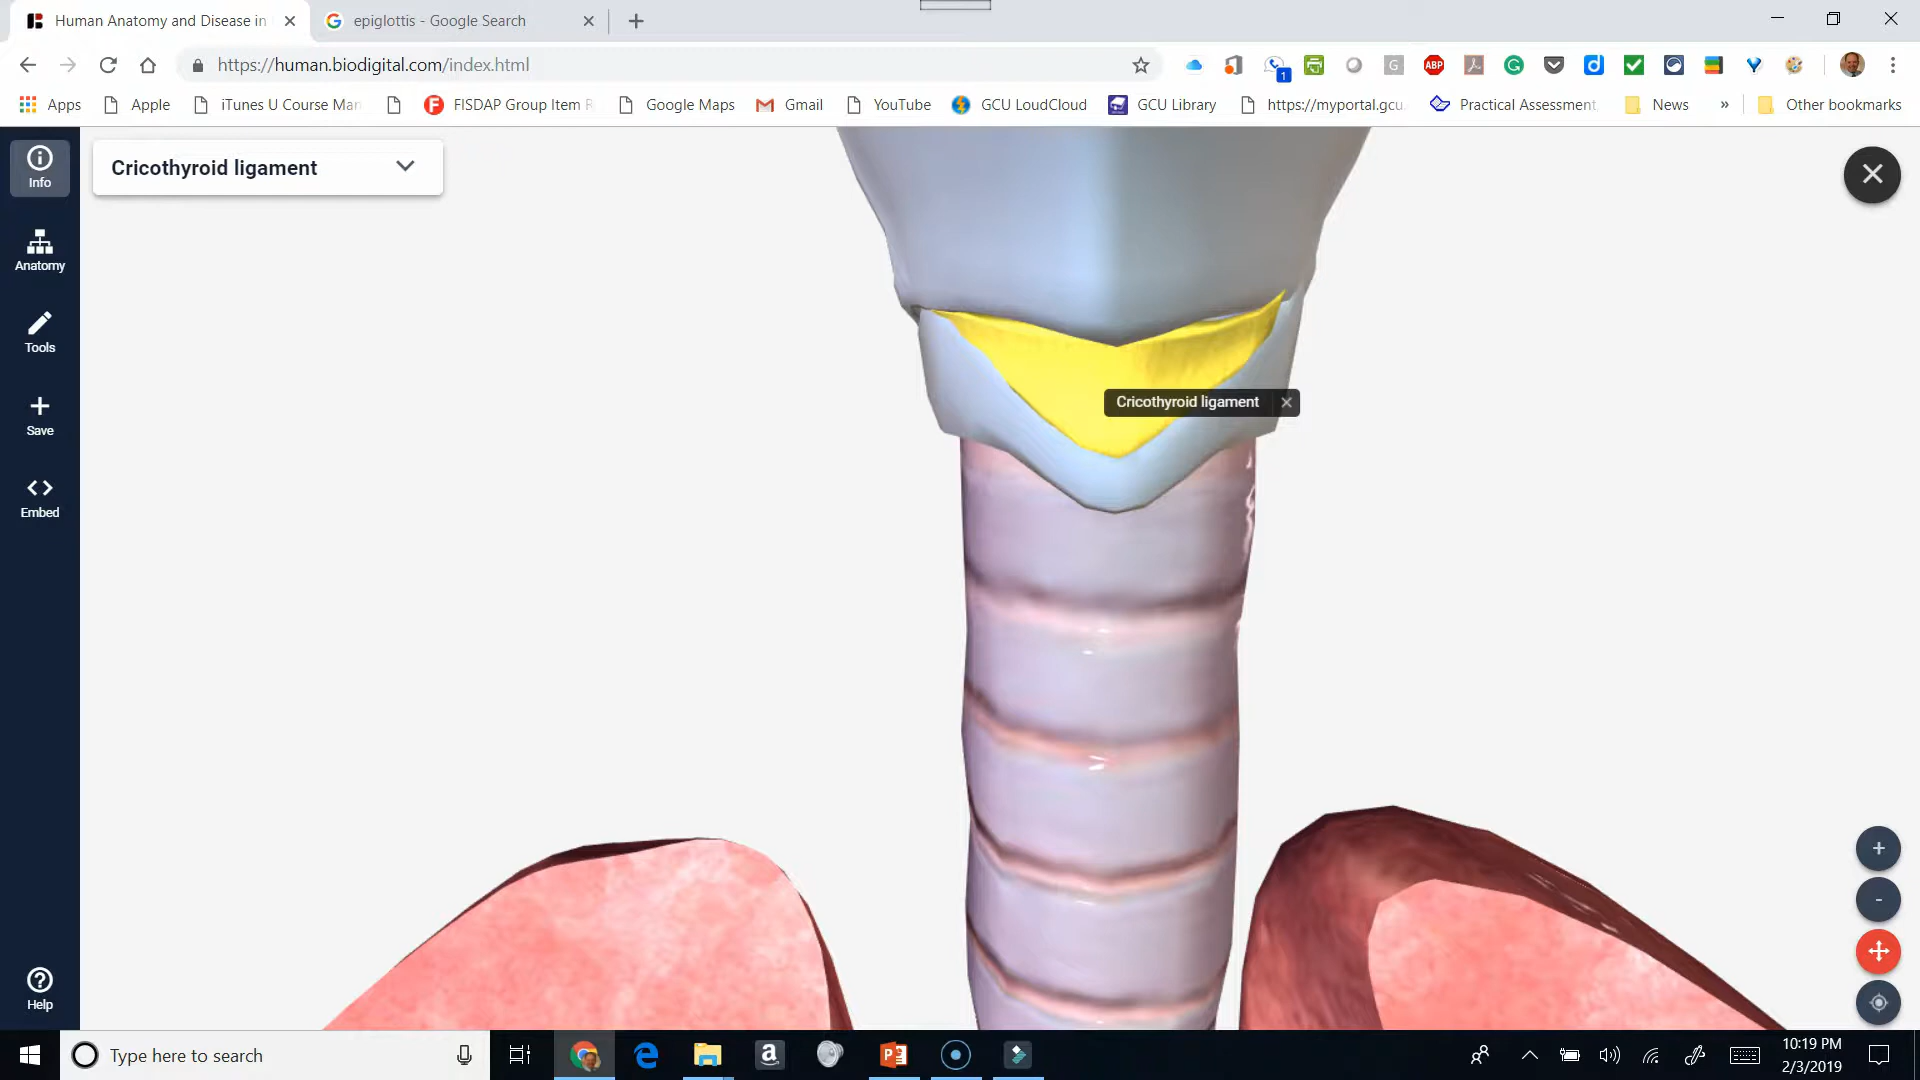 Human Anatomy and Disease in
epiglottis - Google Search
https://human.biodigital.com/index.html
1
ABP
G
Apps
Apple
iTunes U Course Man
FISDAP Group Item R
Google Maps
Gmail
YouTube
GCU LoudCloud
GCU Library
https://myportal.gcu.
Practical Assessment,
News
»
Other bookmarks
Info
Cricothyroid ligament
Anatomy
Tools
Cricothyroid ligament
Save
Embed
+
-
Help
Type here to search
10:19 PM
2/3/2019